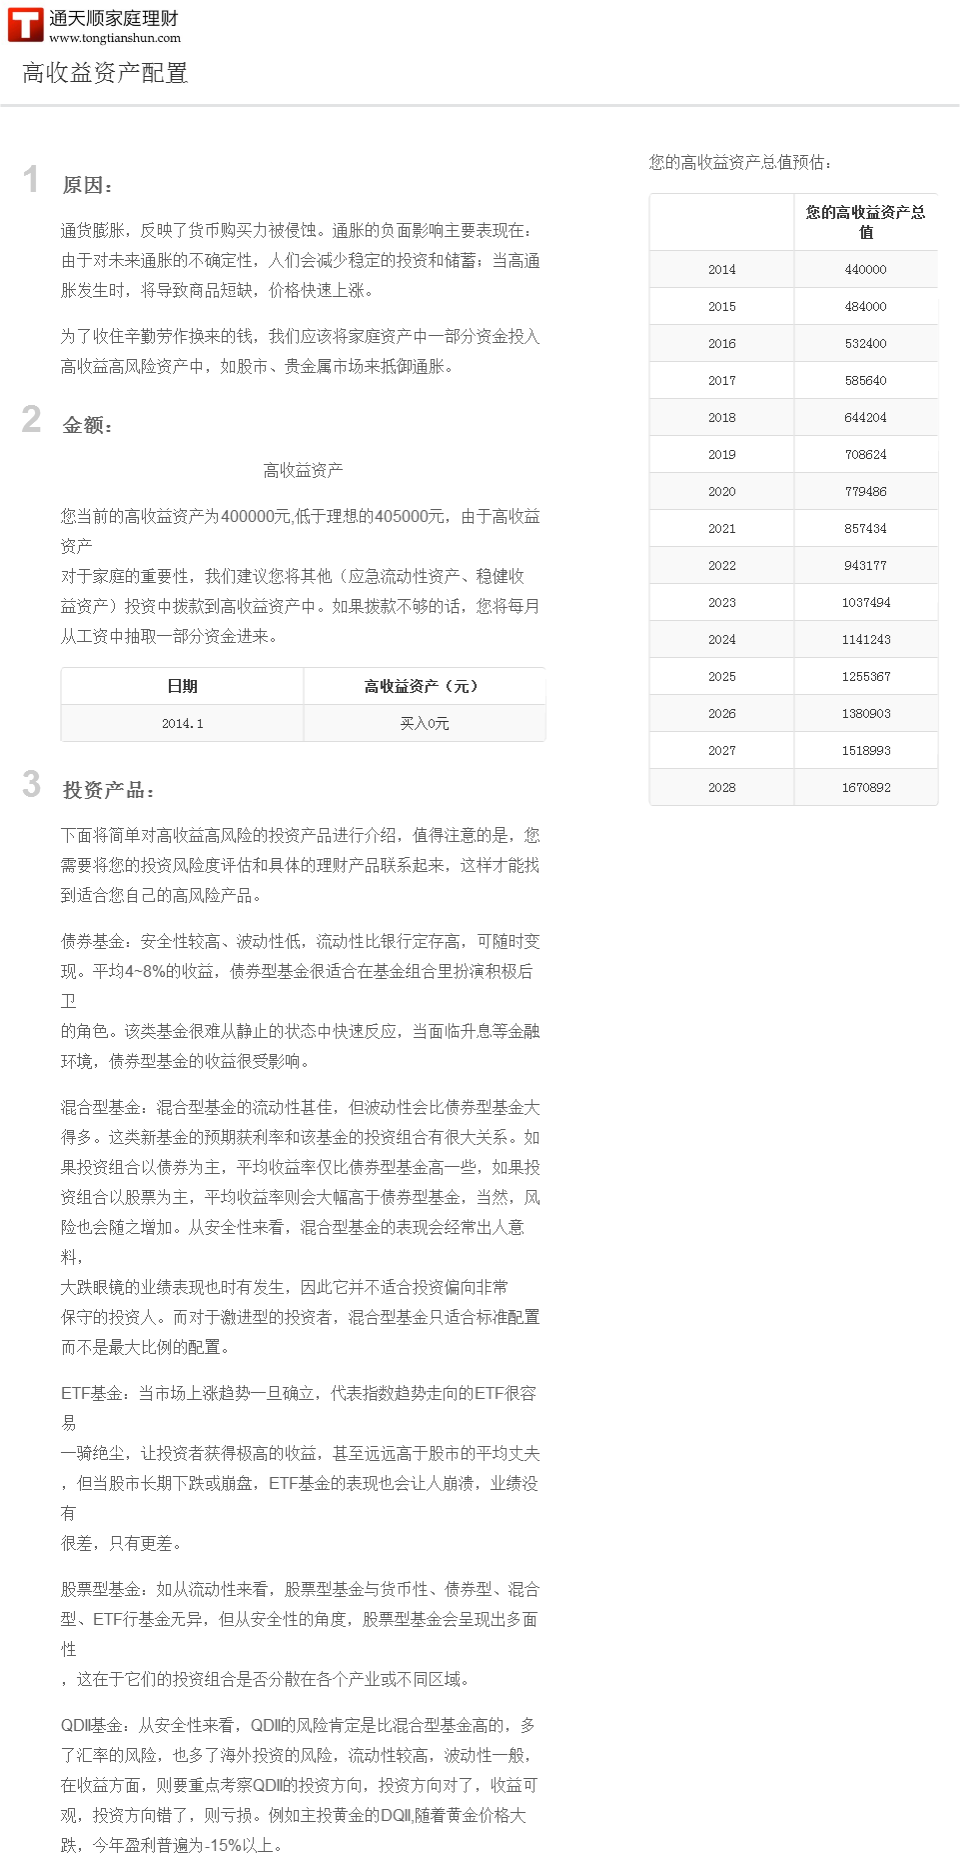 通天顺家庭理财
www.tongtianshun.com
高收益资产配置
1 原因：
通货膨胀，反映了货币购买力被侵蚀。通胀的负面影响主要表现在：
由于对未来通胀的不确定性，人们会减少稳定的投资和储蓄；当高通
胀发生时，将导致商品短缺，价格快速上涨。
为了收住辛勤劳作换来的钱，我们应该将家庭资产中一部分资金投入
高收益高风险资产中，如股市、贵金属市场来抵御通胀。
2 金额：
高收益资产
您当前的高收益资产为400000元,低于理想的405000元，由于高收益
资产
对于家庭的重要性，我们建议您将其他（应急流动性资产、稳健收
益资产）投资中拨款到高收益资产中。如果拨款不够的话，您将每月
从工资中抽取一部分资金进来。
日期 高收益资产（元）
2014.1 买入0元
3 投资产品：
下面将简单对高收益高风险的投资产品进行介绍，值得注意的是，您
需要将您的投资风险度评估和具体的理财产品联系起来，这样才能找
到适合您自己的高风险产品。
债券基金：安全性较高、波动性低，流动性比银行定存高，可随时变
现。平均4~8%的收益，债券型基金很适合在基金组合里扮演积极后
卫
的角色。该类基金很难从静止的状态中快速反应，当面临升息等金融
环境，债券型基金的收益很受影响。
混合型基金：混合型基金的流动性甚佳，但波动性会比债券型基金大
得多。这类新基金的预期获利率和该基金的投资组合有很大关系。如
果投资组合以债券为主，平均收益率仅比债券型基金高一些，如果投
资组合以股票为主，平均收益率则会大幅高于债券型基金，当然，风
险也会随之增加。从安全性来看，混合型基金的表现会经常出人意
料，
大跌眼镜的业绩表现也时有发生，因此它并不适合投资偏向非常
保守的投资人。而对于激进型的投资者，混合型基金只适合标准配置
而不是最大比例的配置。
ETF基金：当市场上涨趋势一旦确立，代表指数趋势走向的ETF很容
易
一骑绝尘，让投资者获得极高的收益，甚至远远高于股市的平均丈夫
，但当股市长期下跌或崩盘，ETF基金的表现也会让人崩溃，业绩没
有
很差，只有更差。
股票型基金：如从流动性来看，股票型基金与货币性、债券型、混合
型、ETF行基金无异，但从安全性的角度，股票型基金会呈现出多面
性
，这在于它们的投资组合是否分散在各个产业或不同区域。
QDII基金：从安全性来看，QDII的风险肯定是比混合型基金高的，多
了汇率的风险，也多了海外投资的风险，流动性较高，波动性一般，
在收益方面，则要重点考察QDII的投资方向，投资方向对了，收益可
观，投资方向错了，则亏损。例如主投黄金的DQII,随着黄金价格大
跌，今年盈利普遍为-15%以上。
您的高收益资产总值预估：
您的高收益资产总
值
2014 440000
2015 484000
2016 532400
2017 585640
2018 644204
2019 708624
2020 779486
2021 857434
2022 943177
2023 1037494
2024 1141243
2025 1255367
2026 1380903
2027 1518993
2028 1670892